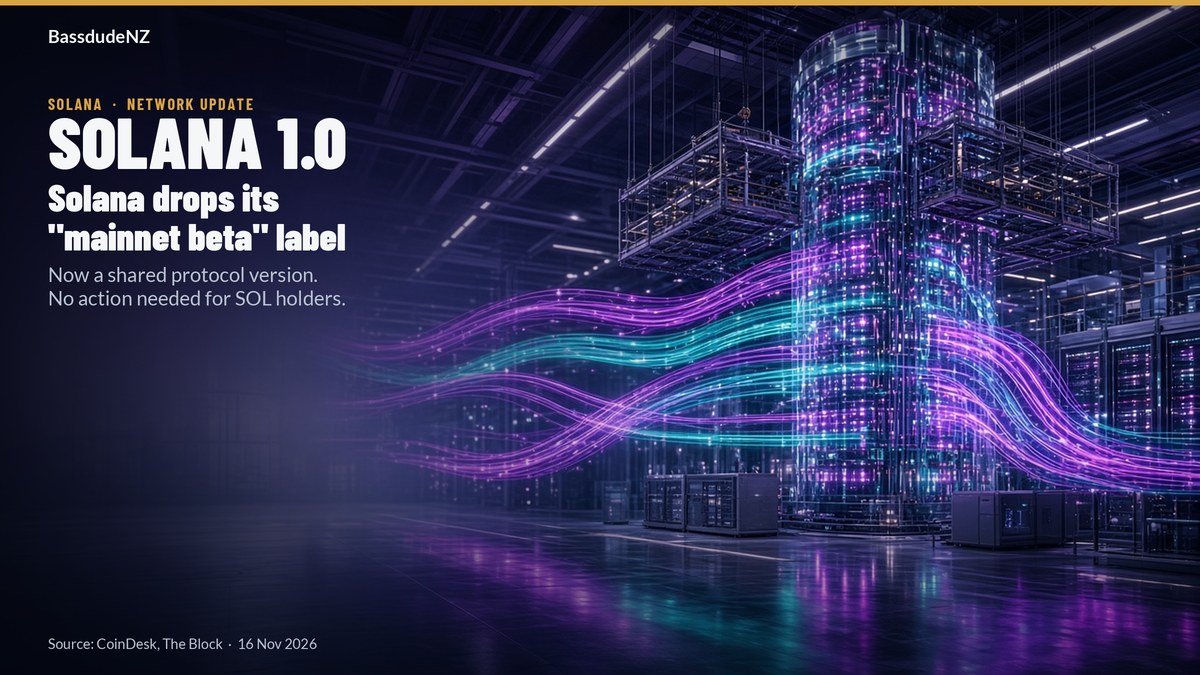 BassdudeNZ
SOLANA · NETWORK UPDATE
SOLANA 1.0
Solana drops its
"mainnet beta" label
Now a shared protocol version.
No action needed for SOL holders.
Source: CoinDesk, The Block · 16 Nov 2026